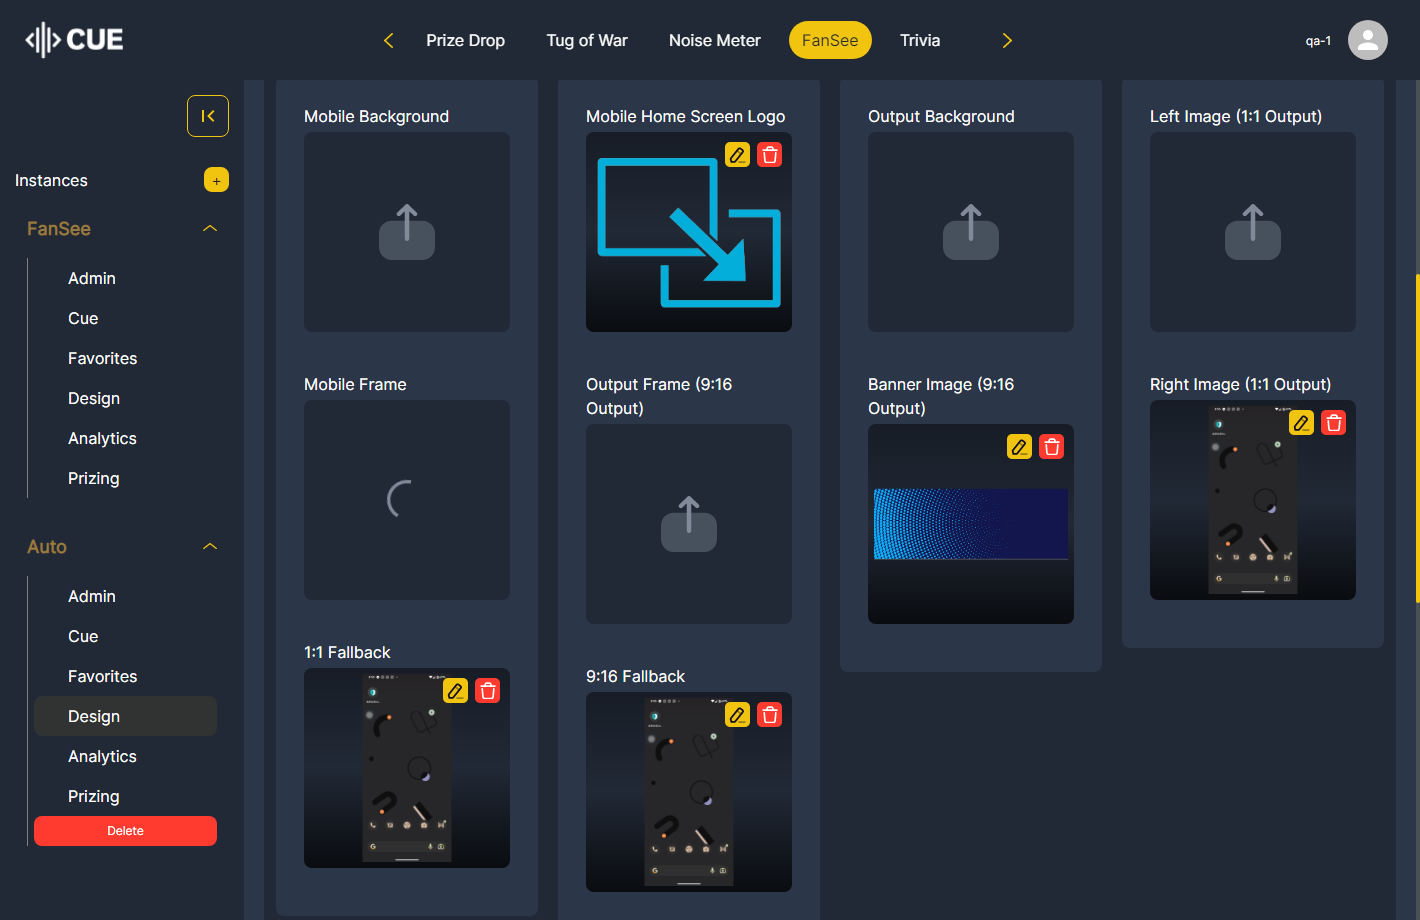 CUE
Prize Drop
Tug of War
Noise Meter
FanSee
Trivia
qa-1
Instances
+
FanSee
Admin
Cue
Favorites
Design
Analytics
Prizing
Auto
Admin
Cue
Favorites
Design
Analytics
Prizing
Delete
Mobile Background
Mobile Frame
1:1 Fallback
Mobile Home Screen Logo
Output Frame (9:16
Output)
9:16 Fallback
Output Background
Banner Image (9:16
Output)
Left Image (1:1 Output)
Right Image (1:1 Output)